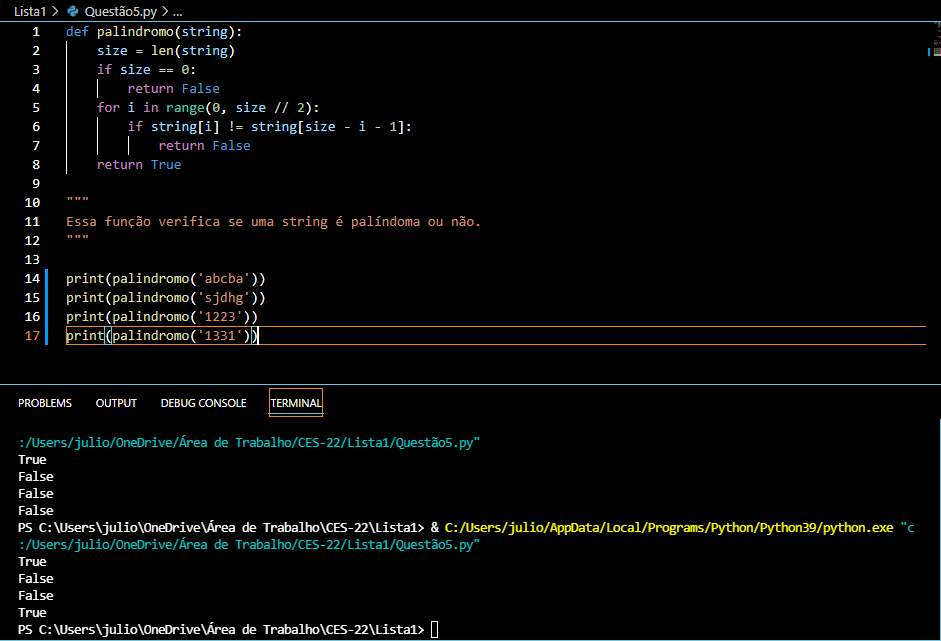 Lista1 > Questão5.py > ...
1 def palindromo(string):
2     size = len(string)
3     if size == 0:
4         return False
5     for i in range(0, size // 2):
6         if string[i] != string[size - i - 1]:
7             return False
8     return True
9
10 """
11 Essa função verifica se uma string é palíndoma ou não.
12 """
13
14 print(palindromo('abcba'))
15 print(palindromo('sjdhg'))
16 print(palindromo('1223'))
17 print(palindromo('1331'))
PROBLEMS OUTPUT DEBUG CONSOLE TERMINAL
:/Users/julio/OneDrive/Área de Trabalho/CES-22/Lista1/Questão5.py"
True
False
False
False
PS C:\Users\julio\OneDrive\Área de Trabalho\CES-22\Lista1> & C:/Users/julio/AppData/Local/Programs/Python/Python39/python.exe "c
:/Users/julio/OneDrive/Área de Trabalho/CES-22/Lista1/Questão5.py"
True
False
False
True
PS C:\Users\julio\OneDrive\Área de Trabalho\CES-22\Lista1>